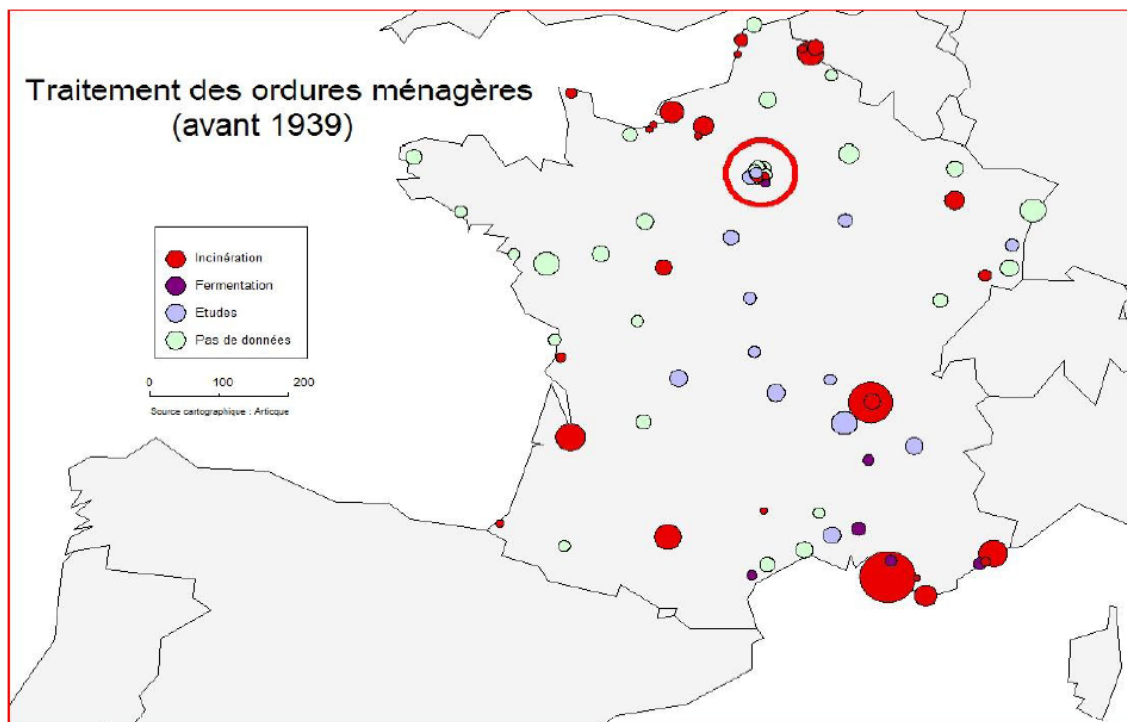 Traitement des ordures ménagères
(avant 1939)
Incinération
Fermentation
Etudes
Pas de données
0 100 200
Source cartographique : Articque